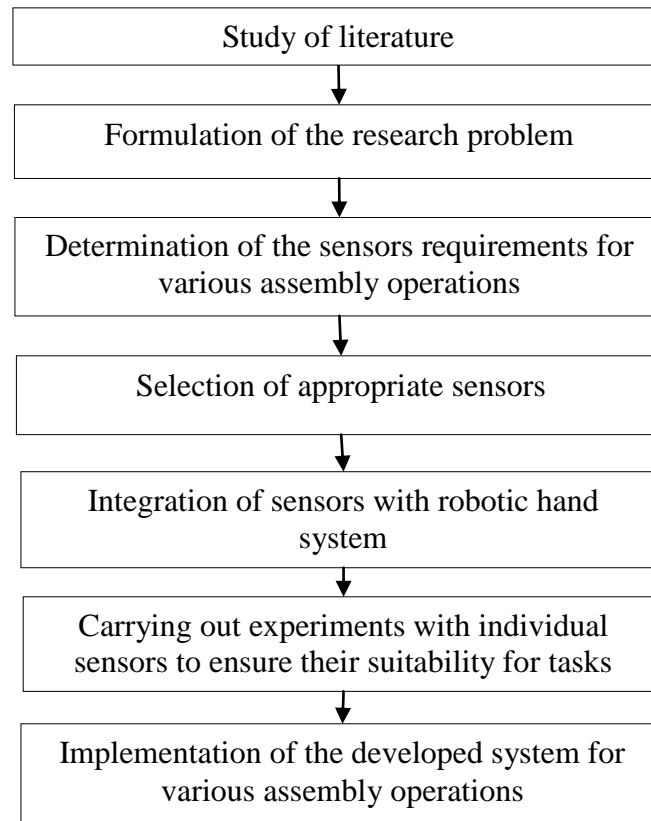 Study of literature
Formulation of the research problem
Determination of the sensors requirements for
various assembly operations
Selection of appropriate sensors
Integration of sensors with robotic hand
system
Carrying out experiments with individual
sensors to ensure their suitability for tasks
Implementation of the developed system for
various assembly operations